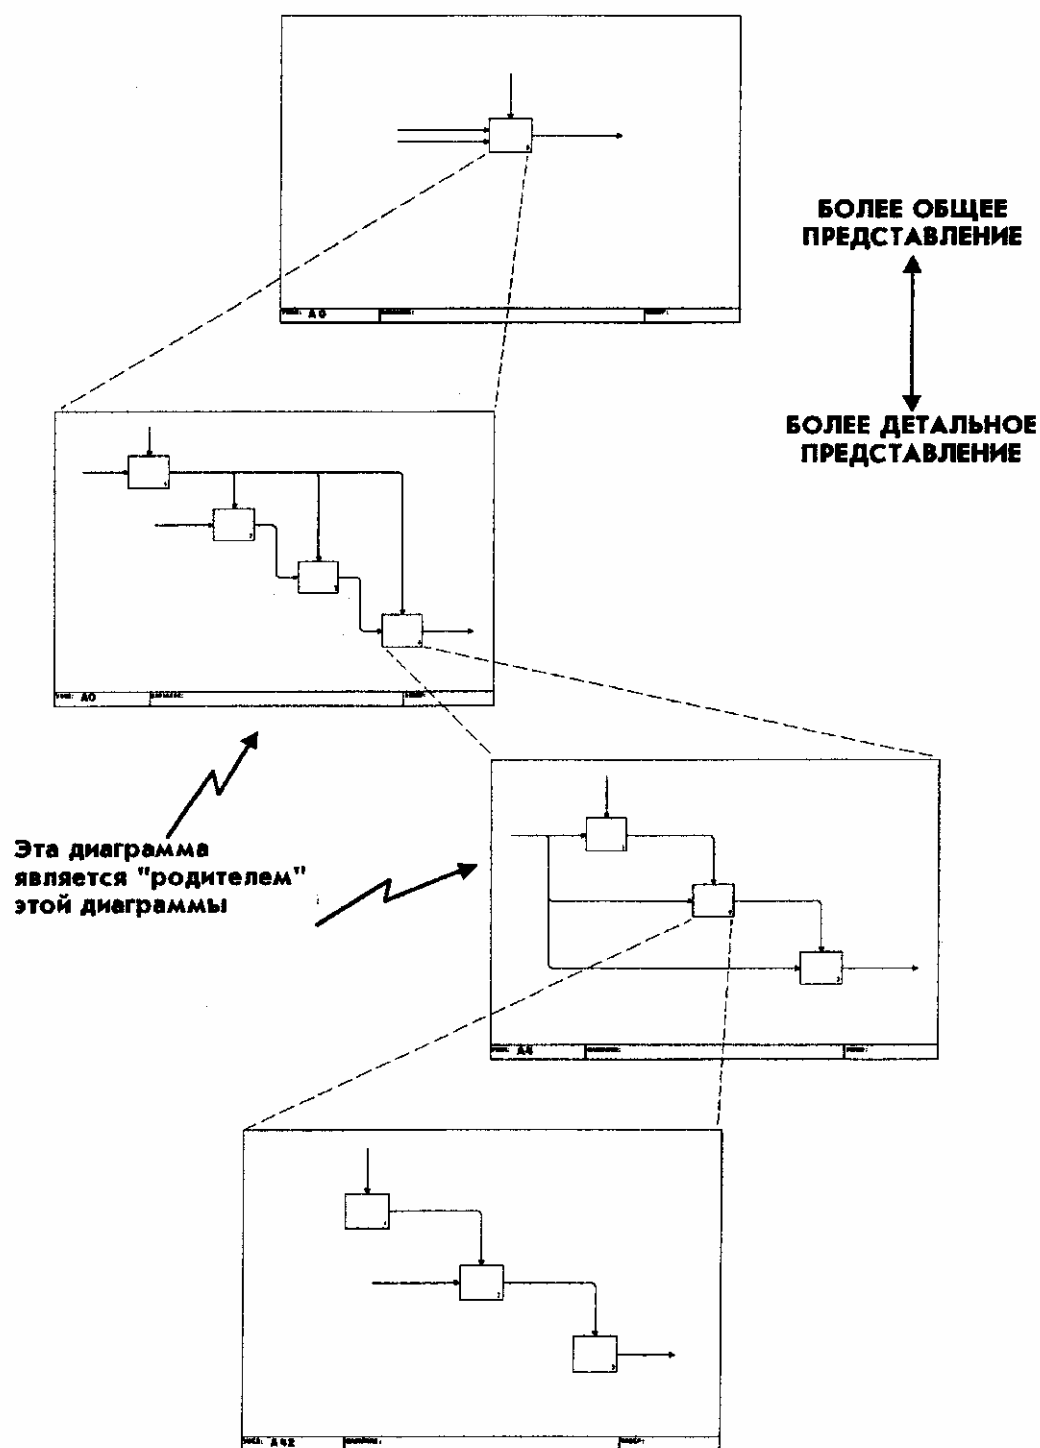 A0
БОЛЕЕ ОБЩЕЕ
ПРЕДСТАВЛЕНИЕ
БОЛЕЕ ДЕТАЛЬНОЕ
ПРЕДСТАВЛЕНИЕ
A0
Эта диаграмма
является "родителем"
этой диаграммы
A4
A42